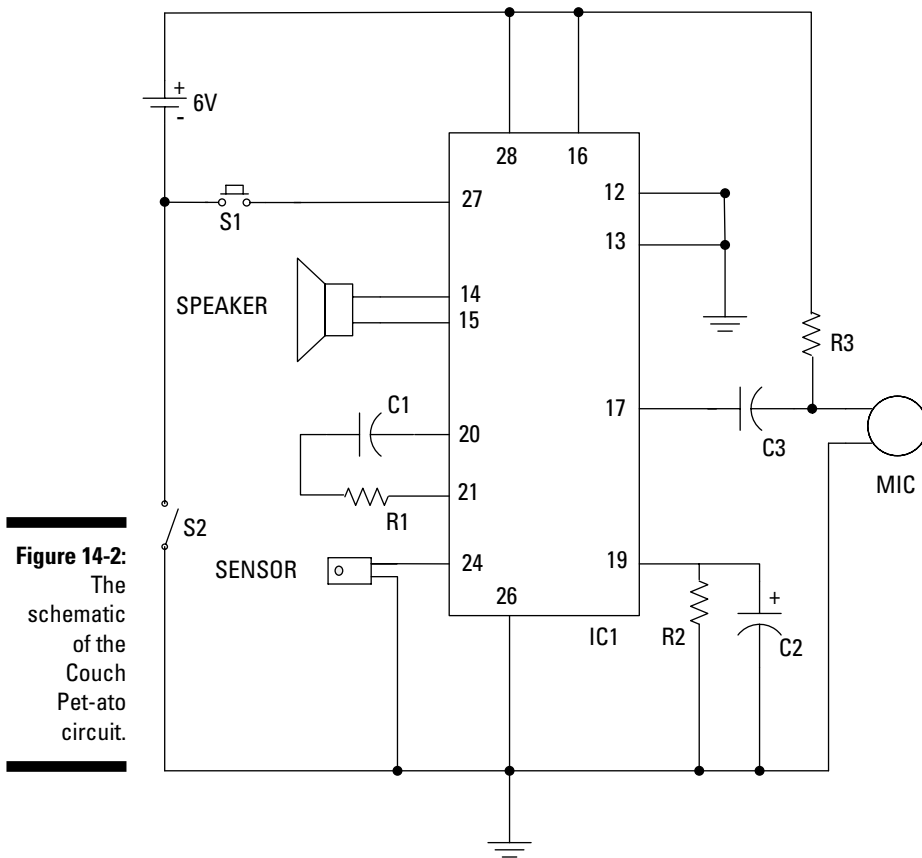 +
6V
-
28
16
27
12
S1
13
SPEAKER
14
15
R3
C1
17
20
C3
MIC
21
R1
S2
SENSOR
24
19
26
+
IC1
R2
C2
Figure 14-2:
The
schematic
of the
Couch
Pet-ato
circuit.